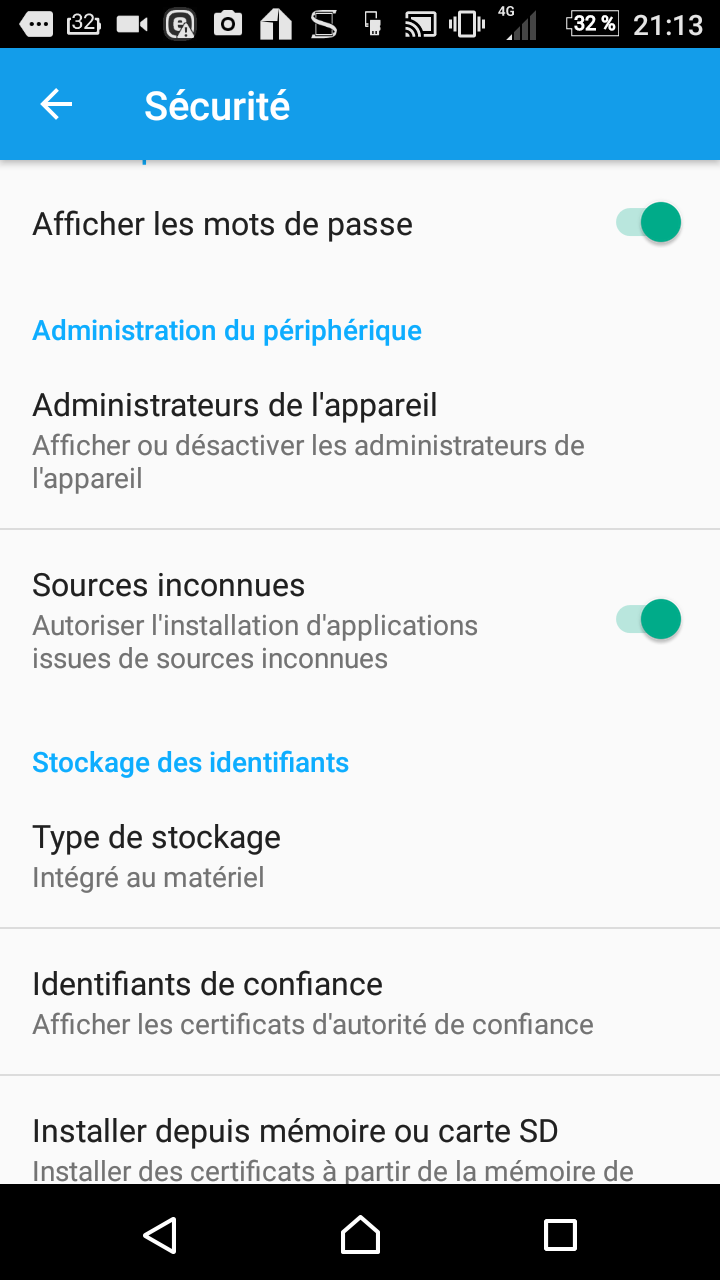 32
4G
32 %
21:13
Sécurité
Afficher les mots de passe
Administration du périphérique
Administrateurs de l'appareil
Afficher ou désactiver les administrateurs de
l'appareil
Sources inconnues
Autoriser l'installation d'applications
issues de sources inconnues
Stockage des identifiants
Type de stockage
Intégré au matériel
Identifiants de confiance
Afficher les certificats d'autorité de confiance
Installer depuis mémoire ou carte SD
Installer des certificats à partir de la mémoire de